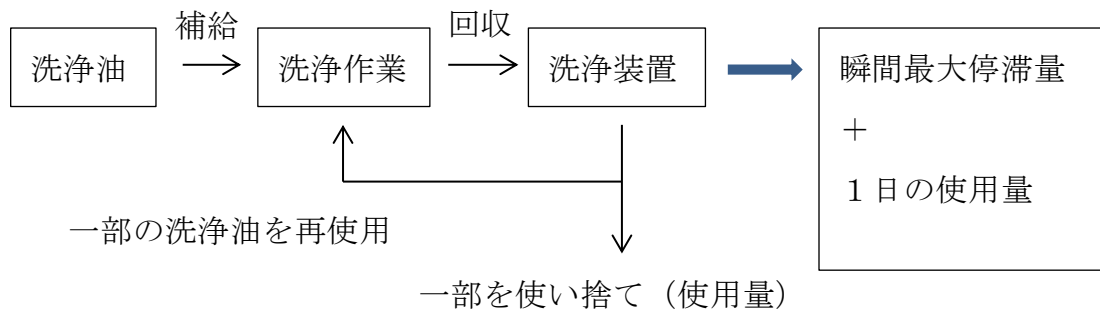 補給
回収
洗浄油
洗浄作業
洗浄装置
瞬間最大停滞量
＋
１日の使用量
一部の洗浄油を再使用
一部を使い捨て（使用量）